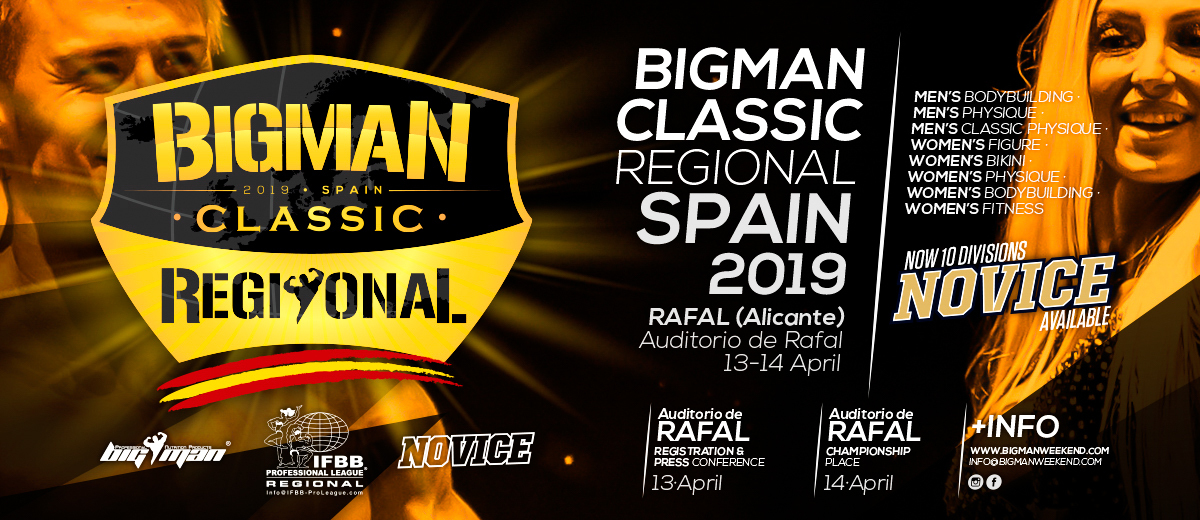 BIGMAN
2019 • SPAIN
• CLASSIC •
REGIONAL
BIGMAN
CLASSIC
REGIONAL
SPAIN
2019
RAFAL (Alicante)
Auditorio de Rafal
13-14 April
MEN'S BODYBUILDING ·
MEN'S PHYSIQUE ·
MEN'S CLASSIC PHYSIQUE ·
WOMEN'S FIGURE ·
WOMEN'S BIKINI ·
WOMEN'S PHYSIQUE ·
WOMEN'S BODYBUILDING ·
WOMEN'S FITNESS
NOW 10 DIVISIONS
NOVICE
AVAILABLE
big man ®
IFBB
PROFESSIONAL LEAGUE
REGIONAL
Info@IFBB-ProLeague.com
NOVICE
Auditorio de
RAFAL
REGISTRATION &
PRESS CONFERENCE
13·April
Auditorio de
RAFAL
CHAMPIONSHIP
PLACE
14·April
+INFO
WWW.BIGMANWEEKEND.COM
INFO@BIGMANWEEKEND.COM